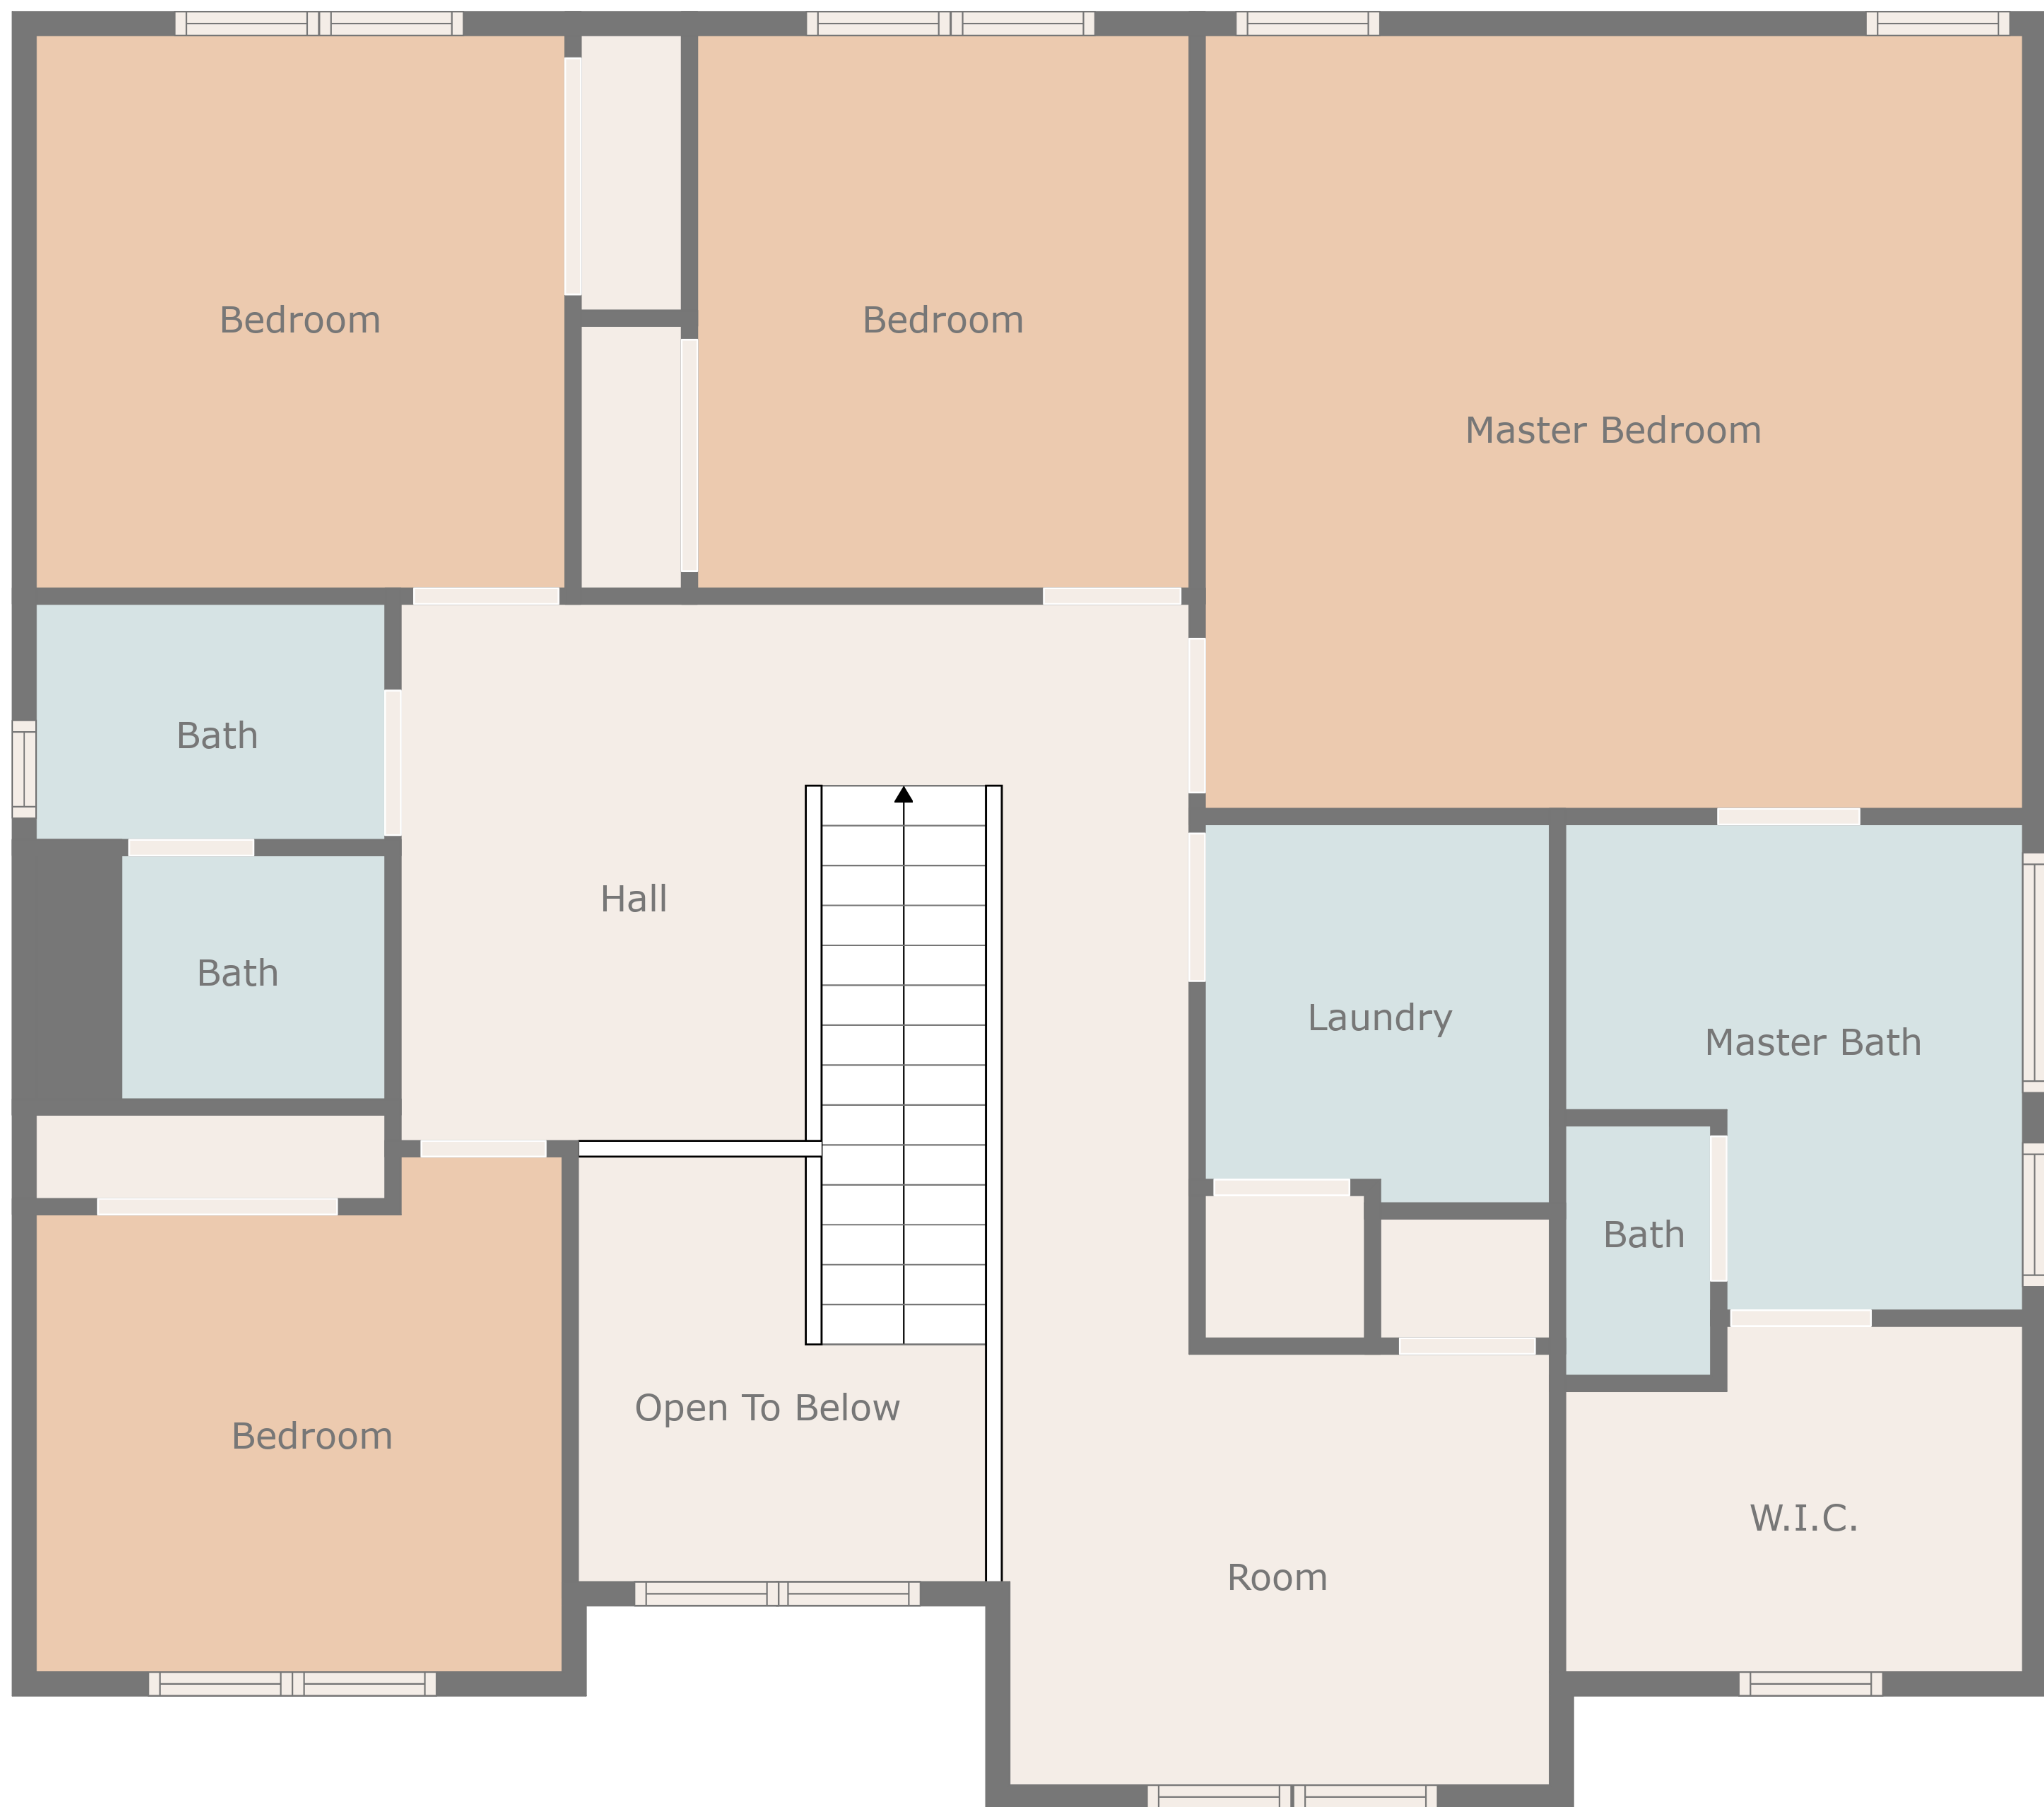 Bedroom
Bedroom
Master Bedroom
Bath
Hall
Bath
Laundry
Master Bath
Bath
Open To Below
Bedroom
W.I.C.
Room